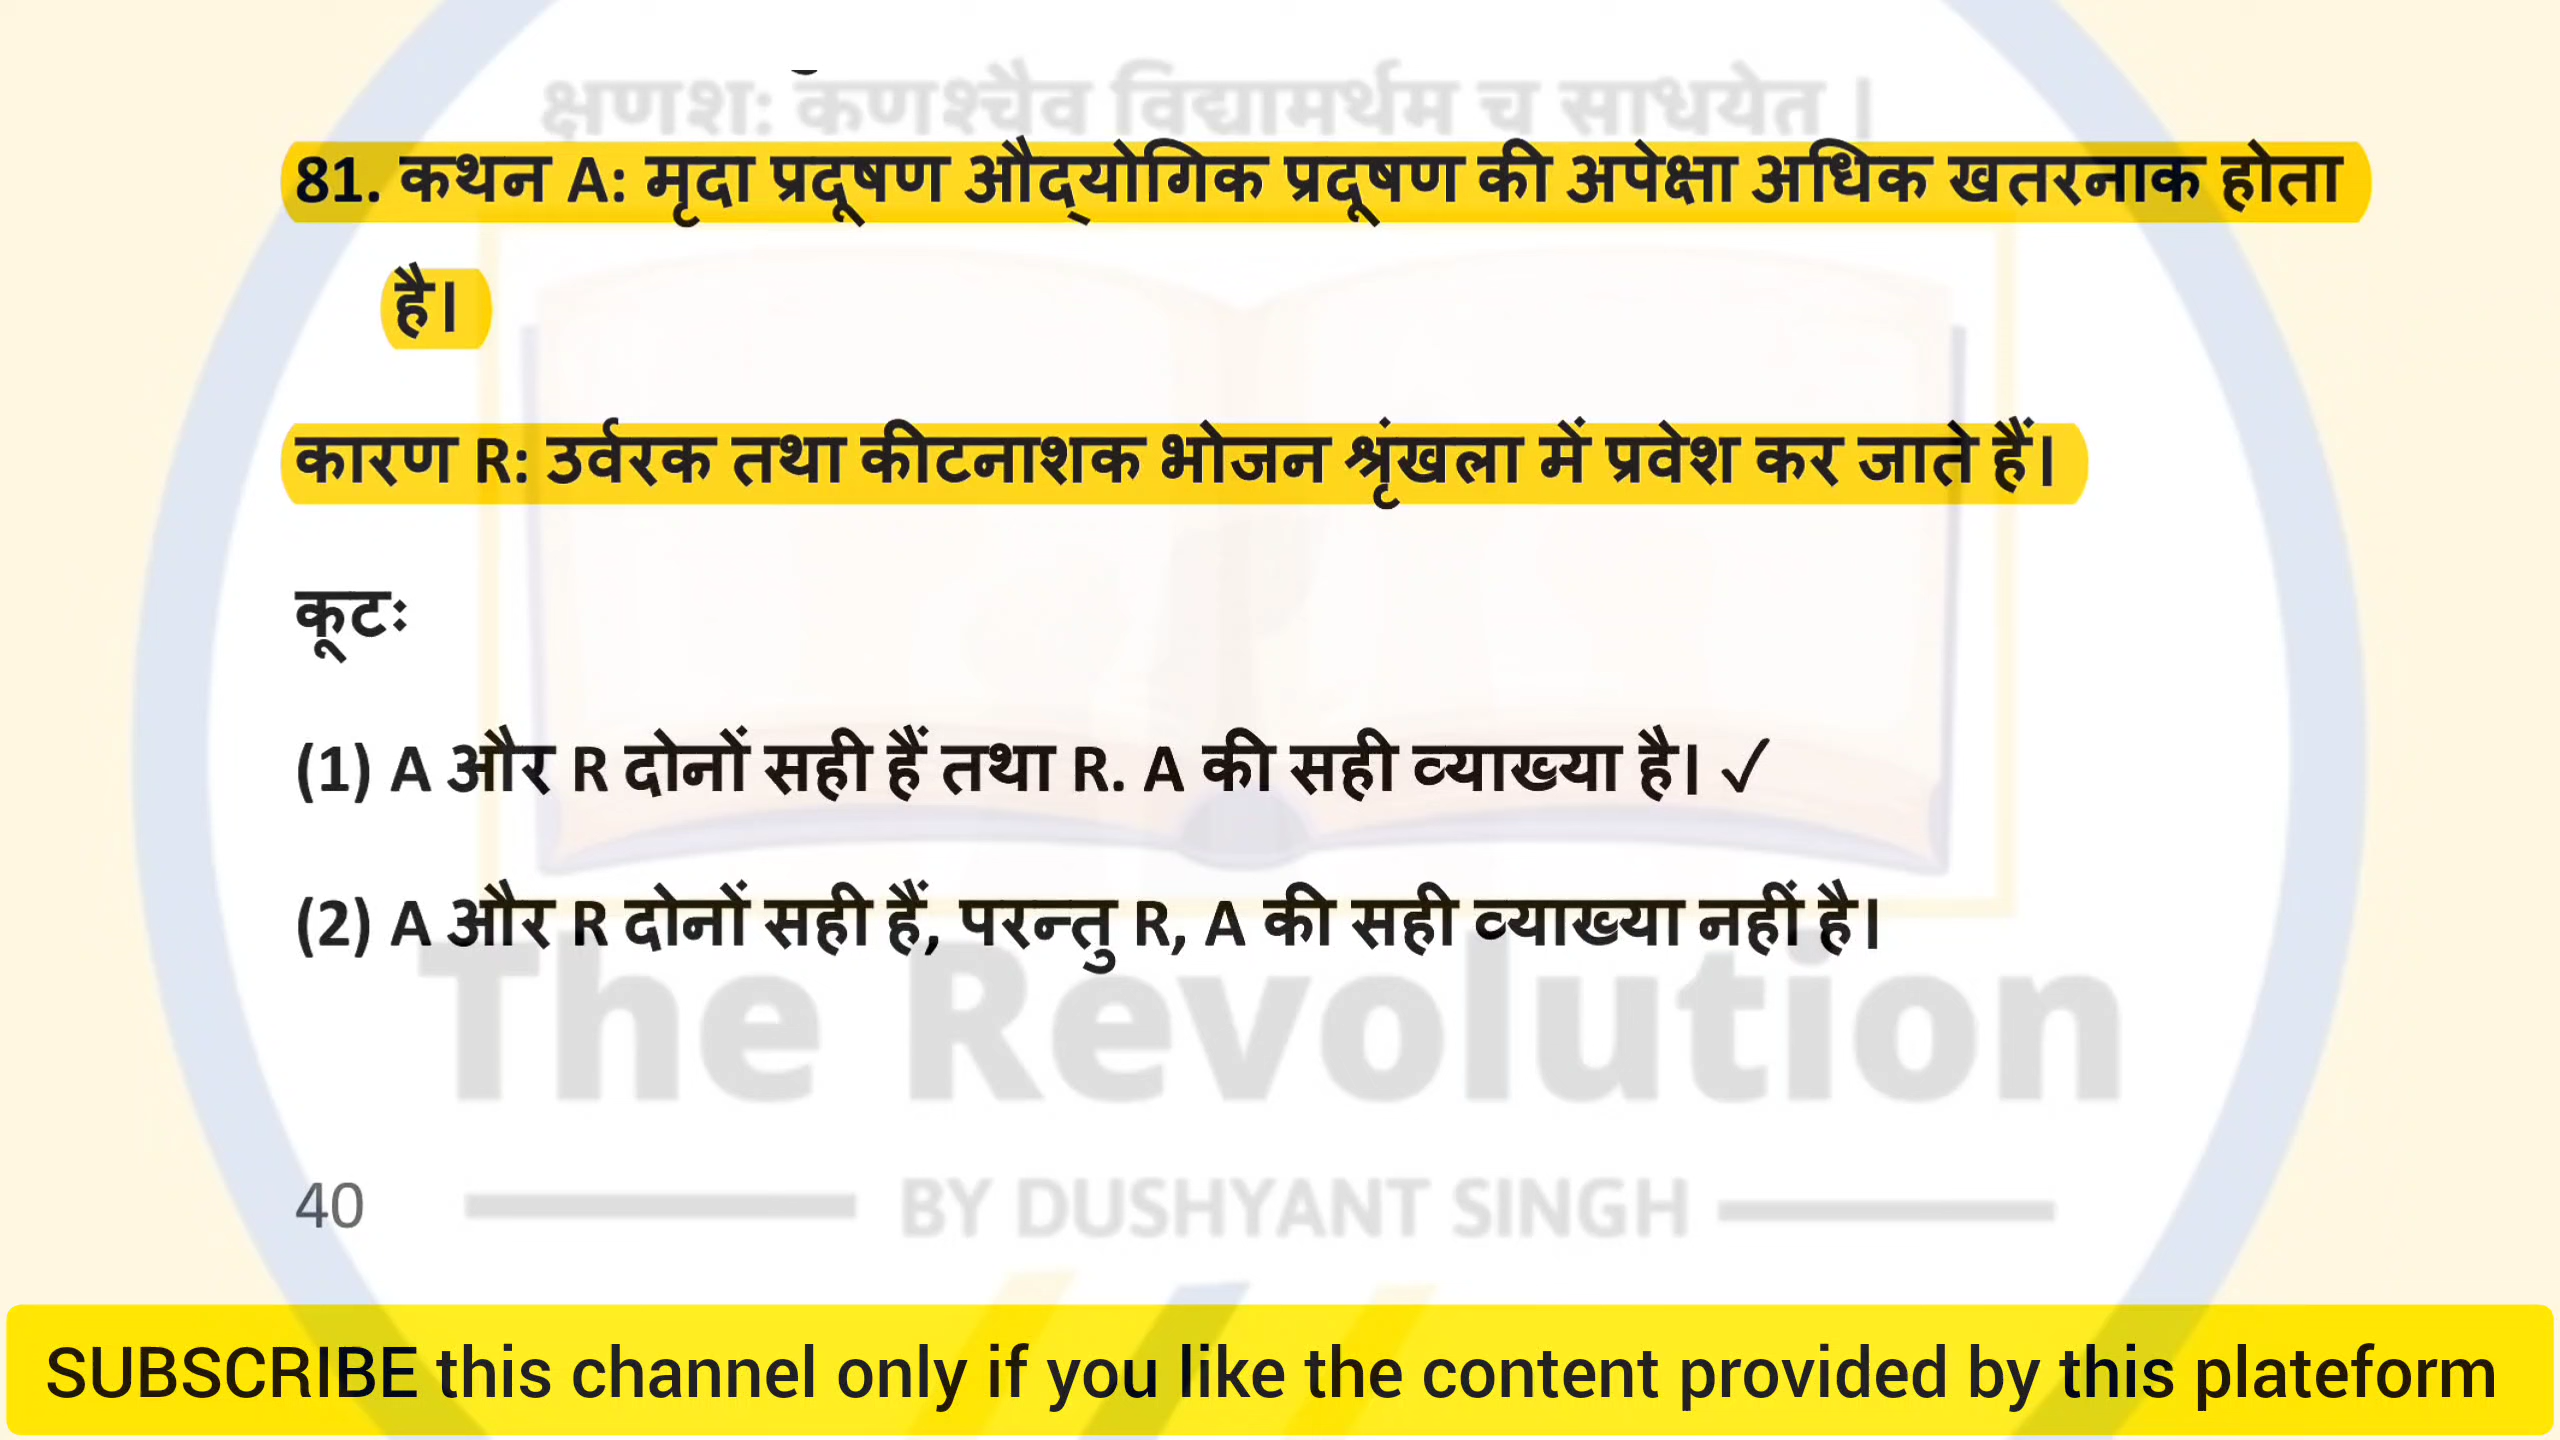 क्षणश: कणश्चैव विद्यामर्थम च साधयेत ।
81. कथन A: मृदा प्रदूषण औद्योगिक प्रदूषण की अपेक्षा अधिक खतरनाक होता
है।
कारण R: उर्वरक तथा कीटनाशक भोजन श्रृंखला में प्रवेश कर जाते हैं।
कूटः
(1) A और R दोनों सही हैं तथा R. A की सही व्याख्या है। ✓
(2) A और R दोनों सही हैं, परन्तु R, A की सही व्याख्या नहीं है।
The Revolution
40
BY DUSHYANT SINGH
SUBSCRIBE this channel only if you like the content provided by this plateform